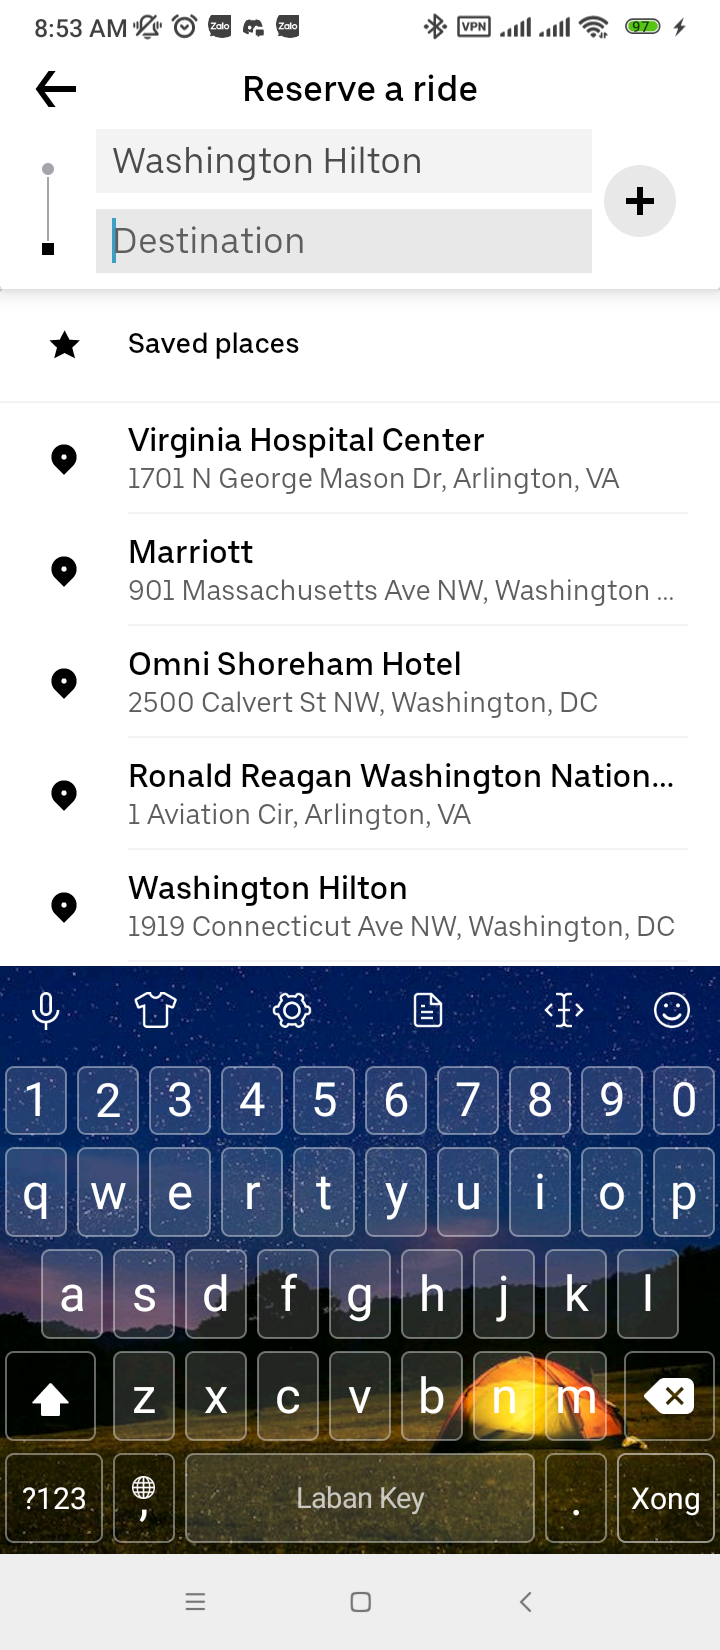 8:53 AM Zalo Zalo VPN 97
Reserve a ride
Washington Hilton
Destination
Saved places
Virginia Hospital Center
1701 N George Mason Dr, Arlington, VA
Marriott
901 Massachusetts Ave NW, Washington ...
Omni Shoreham Hotel
2500 Calvert St NW, Washington, DC
Ronald Reagan Washington Nation...
1 Aviation Cir, Arlington, VA
Washington Hilton
1919 Connecticut Ave NW, Washington, DC
1 2 3 4 5 6 7 8 9 0
q w e r t y u i o p
a s d f g h j k l
z x c v b n m
?123 , Laban Key . Xong